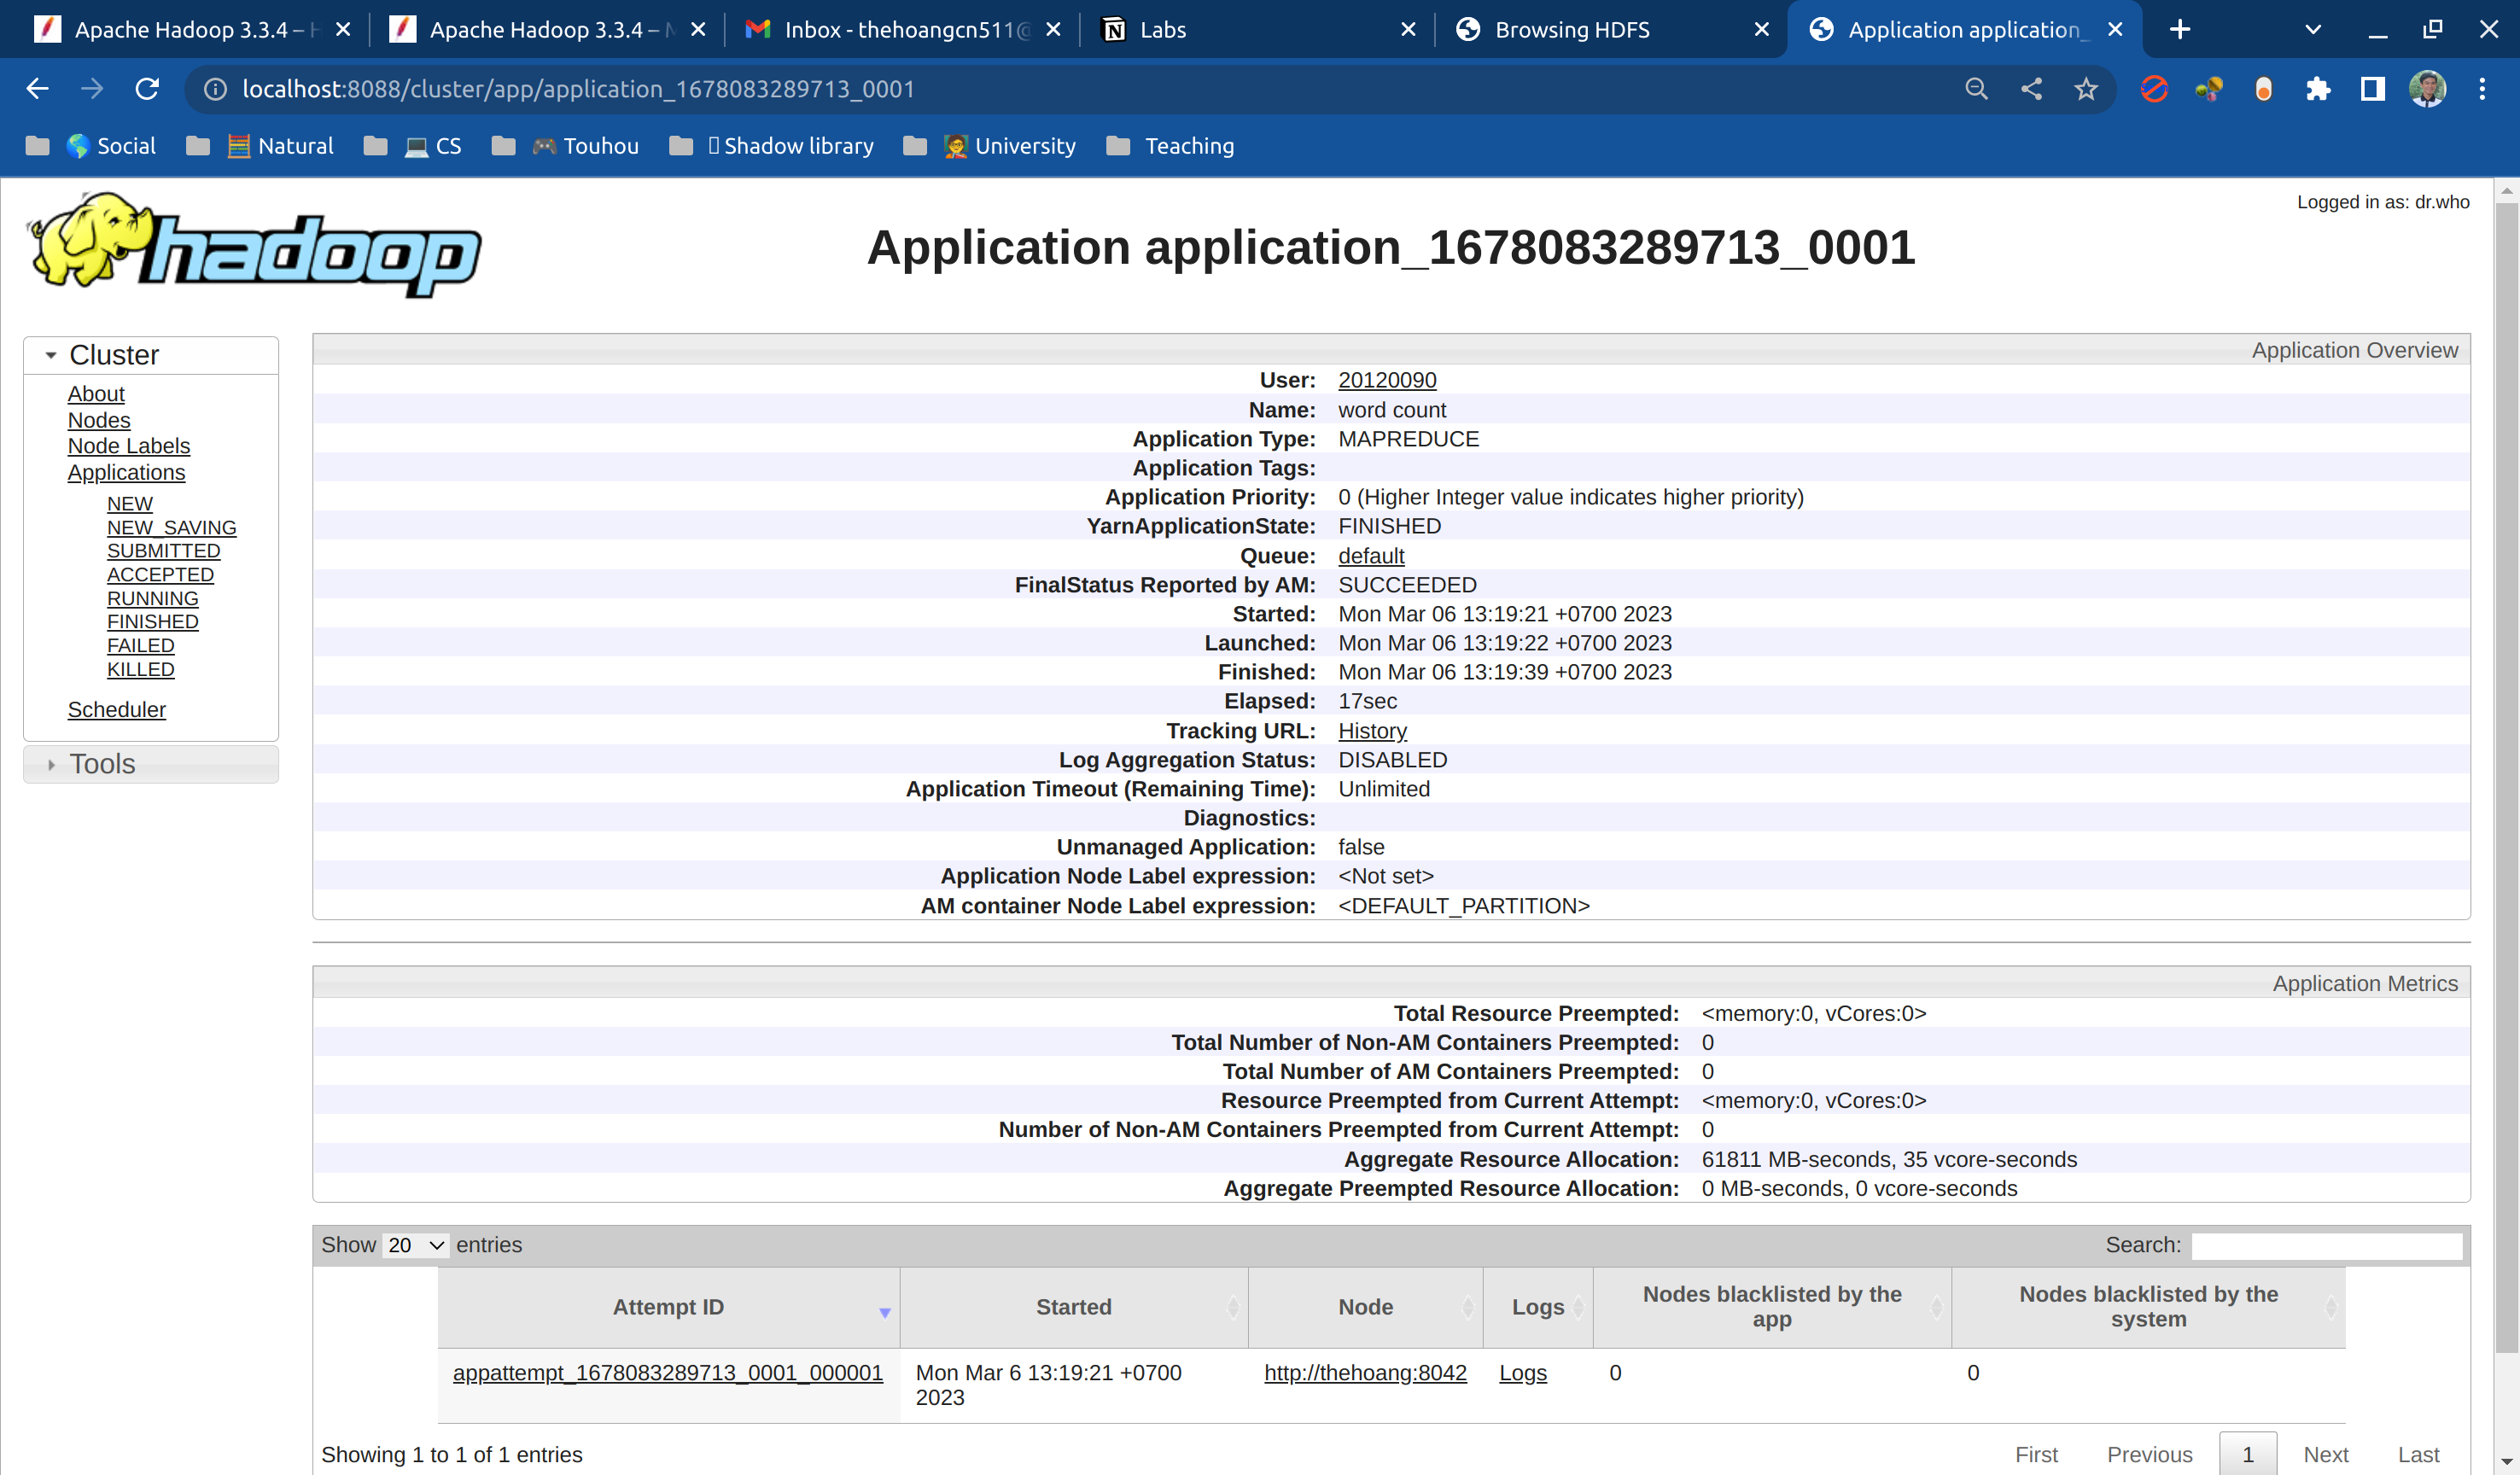 Apache Hadoop 3.3.4 –
Apache Hadoop 3.3.4 –
Inbox - thehoangcn511@
Labs
Browsing HDFS
Application application_
localhost:8088/cluster/app/application_1678083289713_0001
Social
Natural
CS
Touhou
Shadow library
University
Teaching
hadoop
Logged in as: dr.who
Application application_1678083289713_0001
Cluster
About
Nodes
Node Labels
Applications
NEW
NEW_SAVING
SUBMITTED
ACCEPTED
RUNNING
FINISHED
FAILED
KILLED
Scheduler
Tools
Application Overview
User: 20120090
Name: word count
Application Type: MAPREDUCE
Application Tags:
Application Priority: 0 (Higher Integer value indicates higher priority)
YarnApplicationState: FINISHED
Queue: default
FinalStatus Reported by AM: SUCCEEDED
Started: Mon Mar 06 13:19:21 +0700 2023
Launched: Mon Mar 06 13:19:22 +0700 2023
Finished: Mon Mar 06 13:19:39 +0700 2023
Elapsed: 17sec
Tracking URL: History
Log Aggregation Status: DISABLED
Application Timeout (Remaining Time): Unlimited
Diagnostics:
Unmanaged Application: false
Application Node Label expression: <Not set>
AM container Node Label expression: <DEFAULT_PARTITION>
Application Metrics
Total Resource Preempted: <memory:0, vCores:0>
Total Number of Non-AM Containers Preempted: 0
Total Number of AM Containers Preempted: 0
Resource Preempted from Current Attempt: <memory:0, vCores:0>
Number of Non-AM Containers Preempted from Current Attempt: 0
Aggregate Resource Allocation: 61811 MB-seconds, 35 vcore-seconds
Aggregate Preempted Resource Allocation: 0 MB-seconds, 0 vcore-seconds
Show 20 entries
Search:
Attempt ID
Started
Node
Logs
Nodes blacklisted by the
app
Nodes blacklisted by the
system
appattempt_1678083289713_0001_000001
Mon Mar 6 13:19:21 +0700
2023
http://thehoang:8042
Logs
0
0
Showing 1 to 1 of 1 entries
First
Previous
1
Next
Last